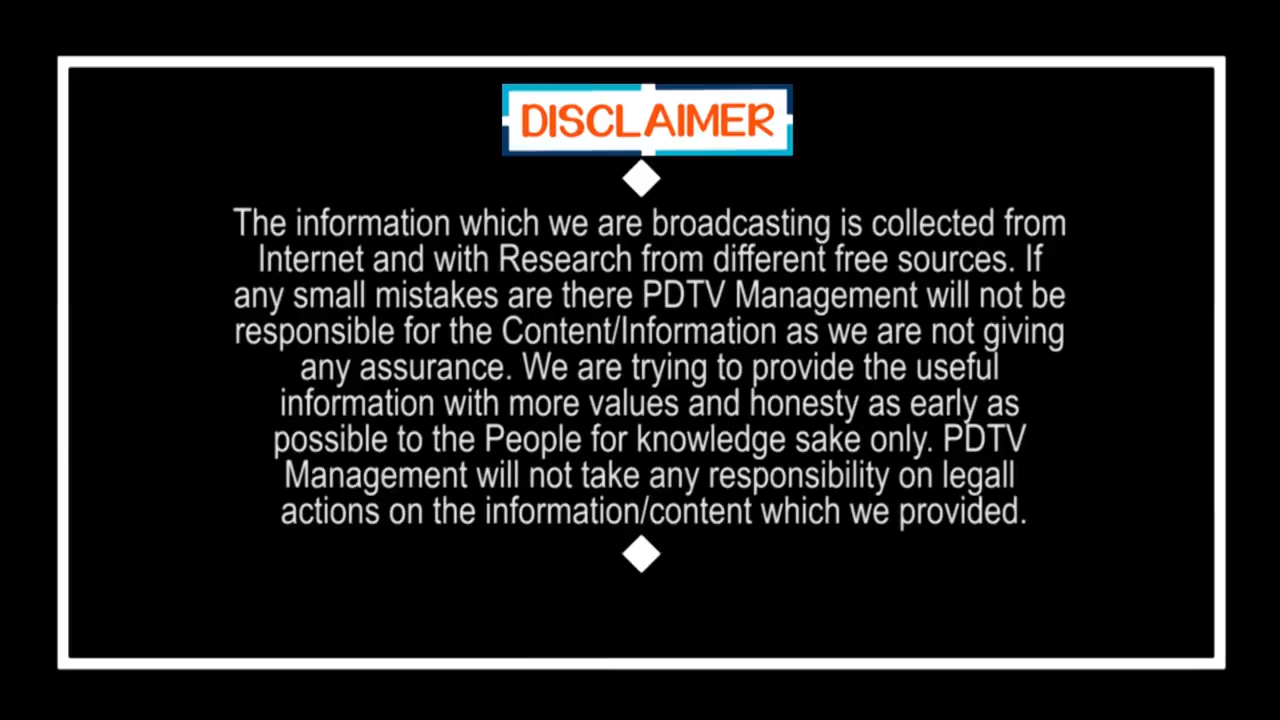 DISCLAIMER
The information which we are broadcasting is collected from
Internet and with Research from different free sources. If
any small mistakes are there PDTV Management will not be
responsible for the Content/Information as we are not giving
any assurance. We are trying to provide the useful
information with more values and honesty as early as
possible to the People for knowledge sake only. PDTV
Management will not take any responsibility on legall
actions on the information/content which we provided.